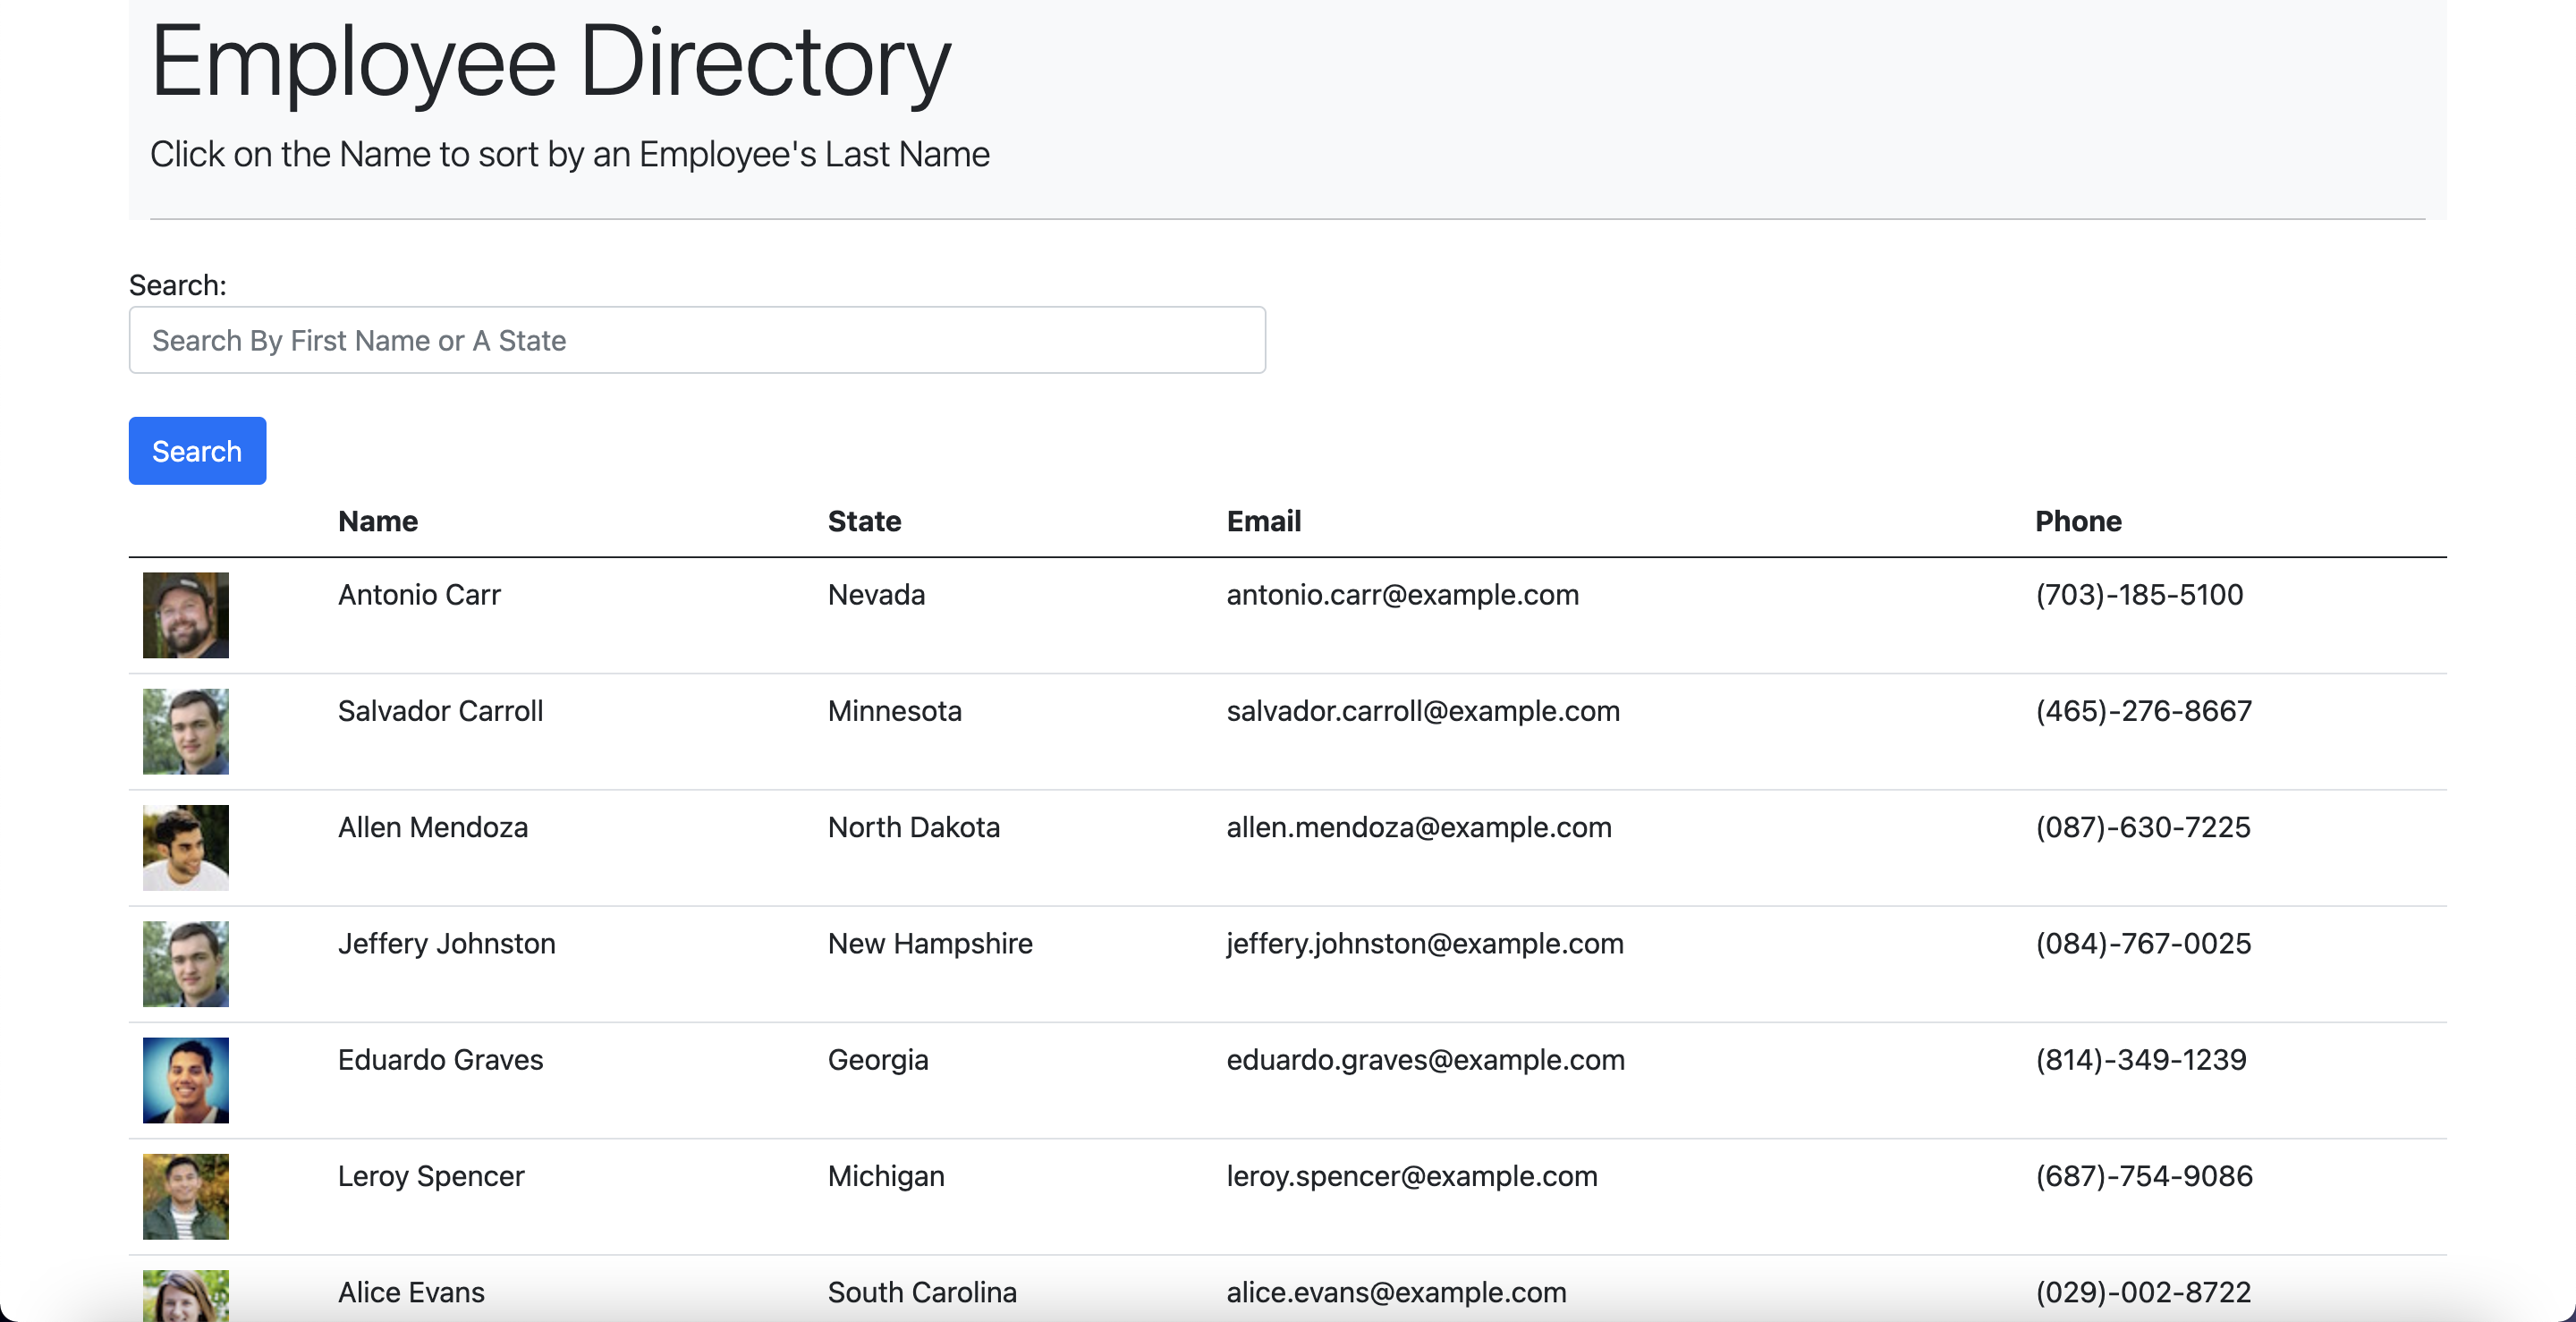 Employee Directory
Click on the Name to sort by an Employee's Last Name
Search:
Search By First Name or A State
Search
Name State Email Phone
Antonio Carr Nevada antonio.carr@example.com (703)-185-5100
Salvador Carroll Minnesota salvador.carroll@example.com (465)-276-8667
Allen Mendoza North Dakota allen.mendoza@example.com (087)-630-7225
Jeffery Johnston New Hampshire jeffery.johnston@example.com (084)-767-0025
Eduardo Graves Georgia eduardo.graves@example.com (814)-349-1239
Leroy Spencer Michigan leroy.spencer@example.com (687)-754-9086
Alice Evans South Carolina alice.evans@example.com (029)-002-8722